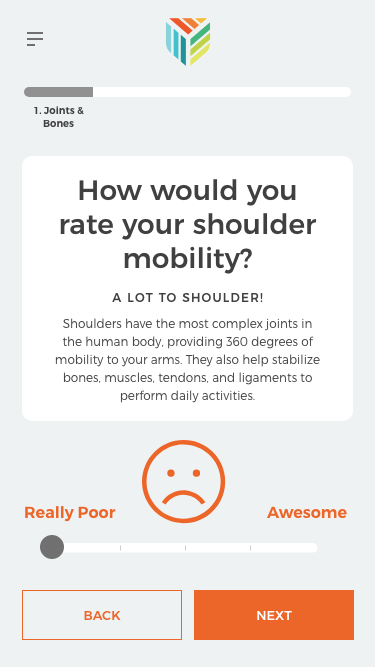 1. Joints &
Bones
How would you
rate your shoulder
mobility?
A LOT TO SHOULDER!
Shoulders have the most complex joints in
the human body, providing 360 degrees of
mobility to your arms. They also help stabilize
bones, muscles, tendons, and ligaments to
perform daily activities.
Really Poor
Awesome
BACK
NEXT